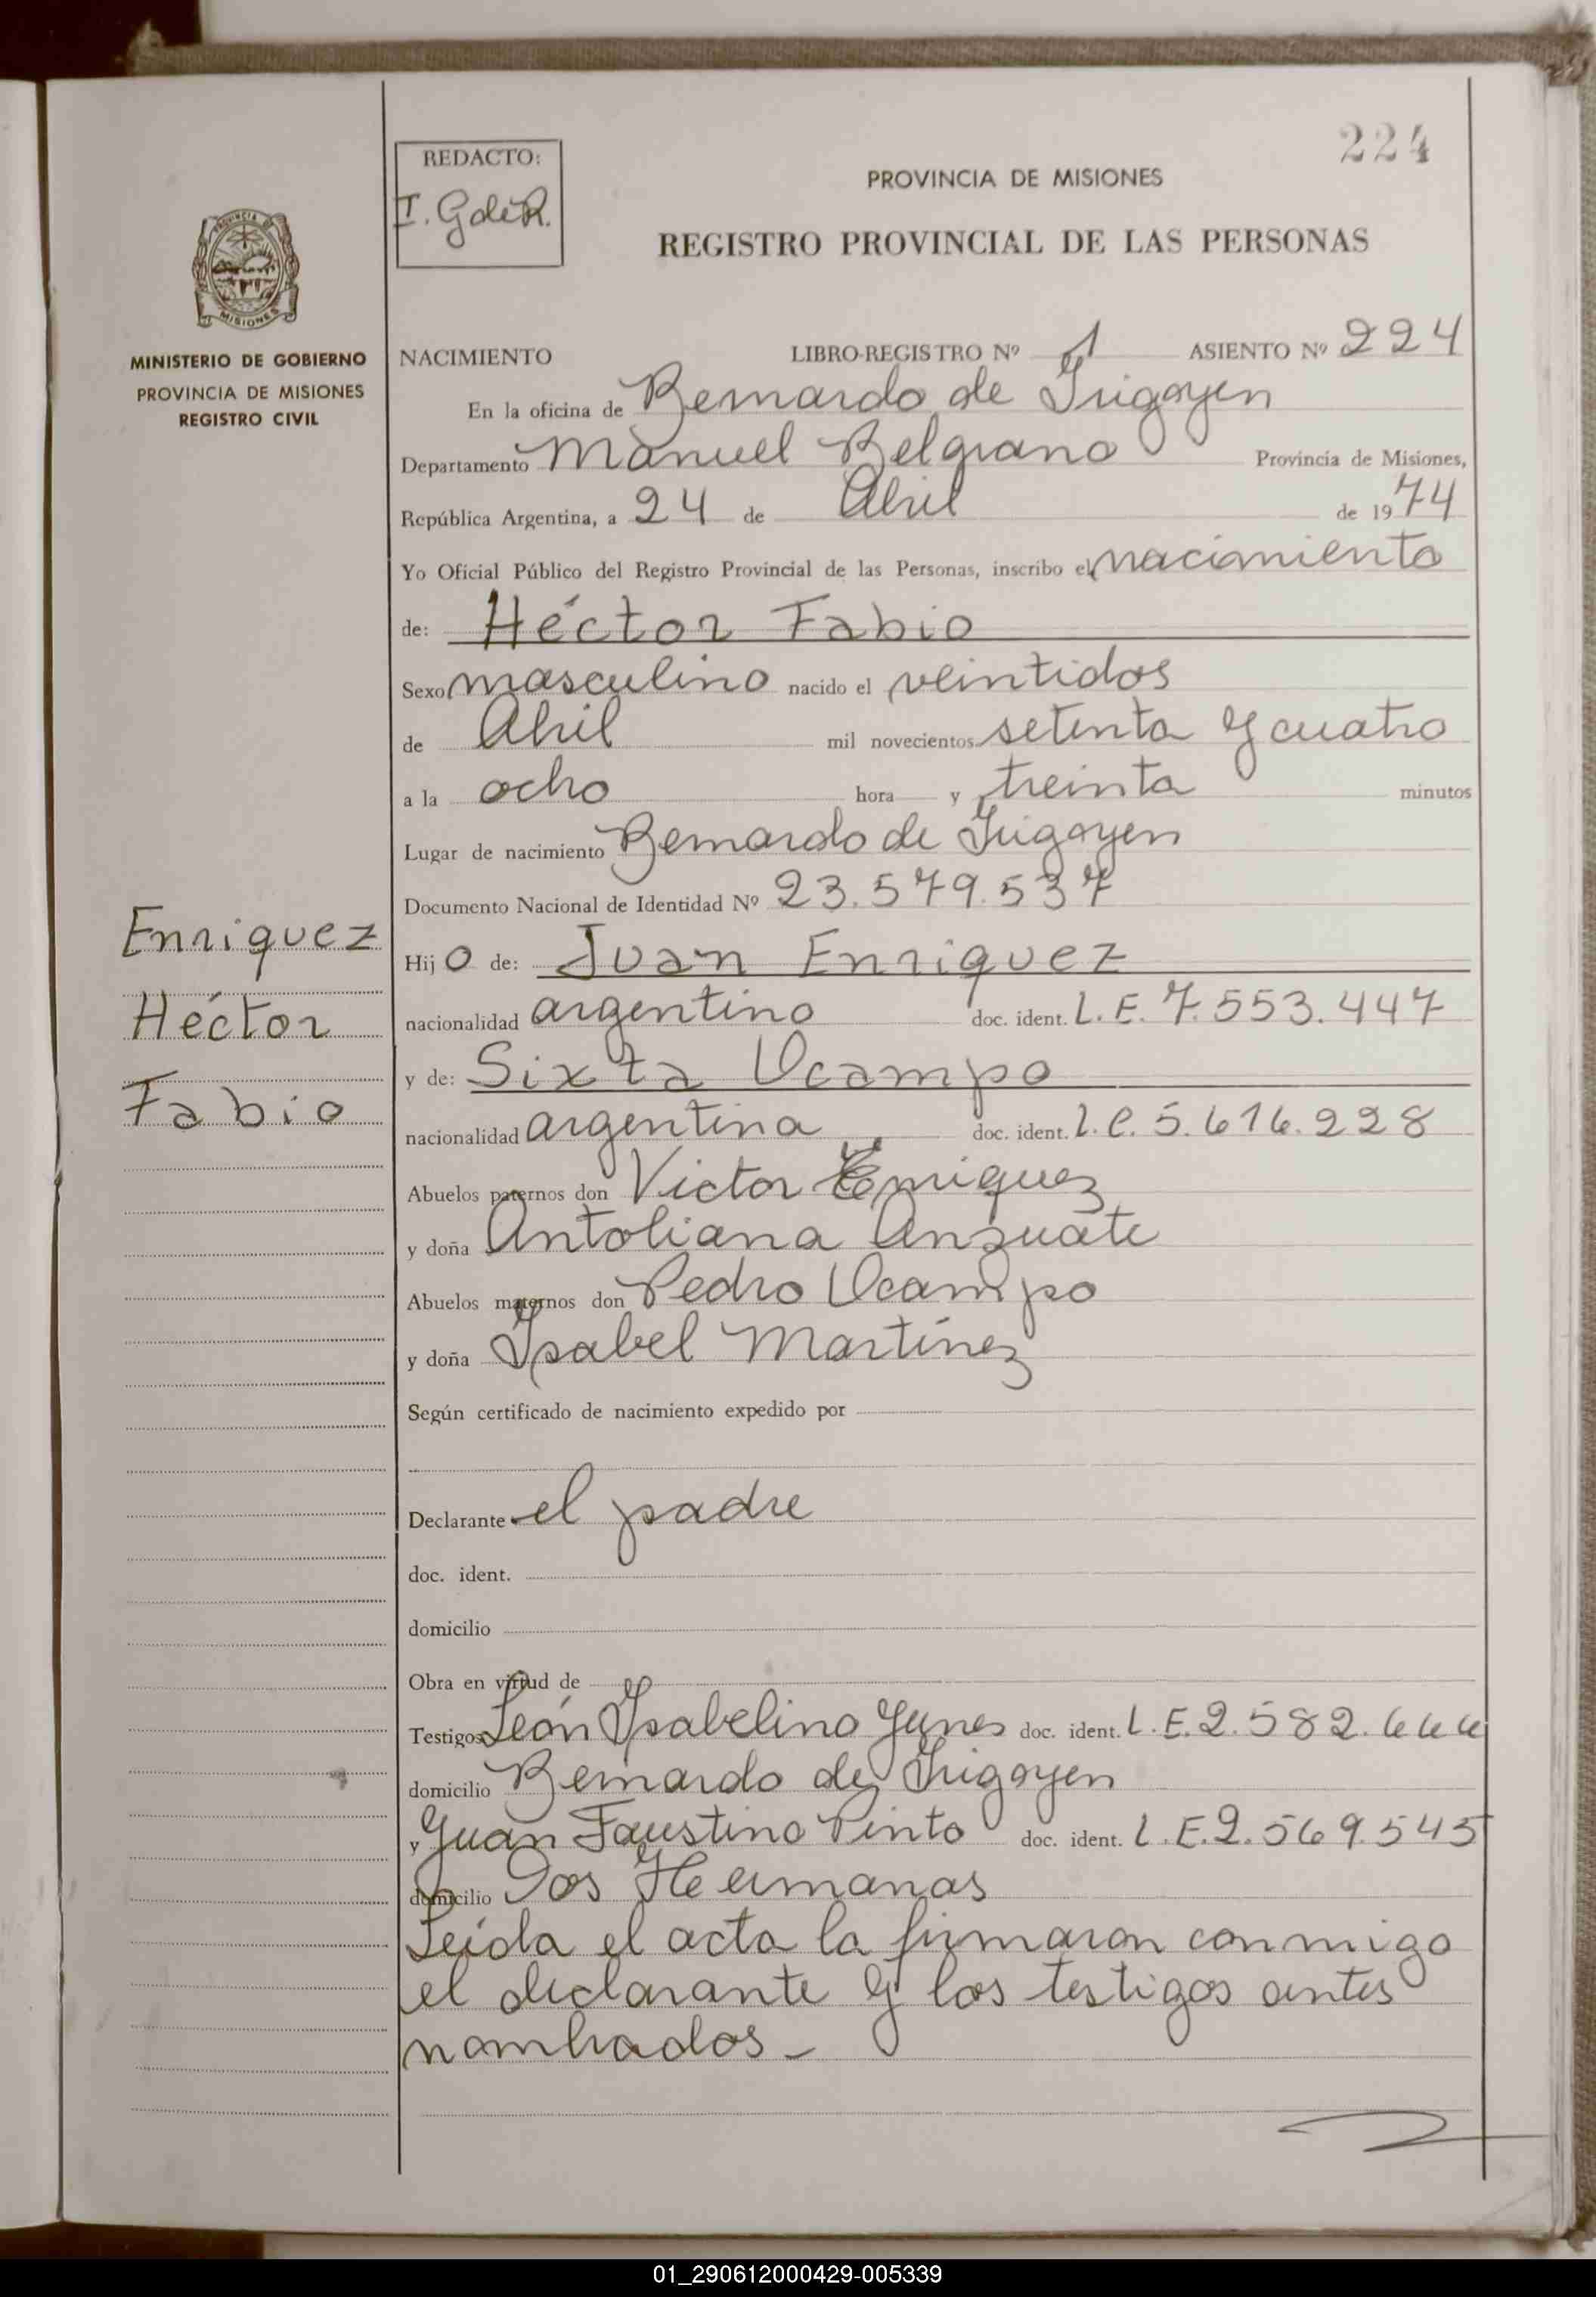 224
REDACTO:
I. GdeR.
PROVINCIA DE MISIONES
REGISTRO PROVINCIAL DE LAS PERSONAS
PROVINCIA DE
MISIONES
MINISTERIO DE GOBIERNO
PROVINCIA DE MISIONES
REGISTRO CIVIL
NACIMIENTO LIBRO-REGISTRO Nº 1 ASIENTO Nº 224
En la oficina de Bernardo de Irigoyen
Departamento Manuel Belgrano Provincia de Misiones,
República Argentina, a 24 de Abril de 1974
Yo Oficial Público del Registro Provincial de las Personas, inscribo el nacimiento
de: Héctor Fabio
Sexo masculino nacido el veintidos
de Abril mil novecientos setenta y cuatro
a la ocho hora y treinta minutos
Lugar de nacimiento Bernardo de Irigoyen
Documento Nacional de Identidad Nº 23.579.537
Enriquez
Héctor
Fabio
Hijo de: Juan Enriquez
nacionalidad argentino doc. ident. L.E. 7.553.447
y de: Sixta Ocampo
nacionalidad argentina doc. ident. L.C. 5.616.228
Abuelos paternos don Victor Enriquez
y doña Antoliana Anzuate
Abuelos maternos don Pedro Ocampo
y doña Ysabel Martínez
Según certificado de nacimiento expedido por
Declarante el padre
doc. ident.
domicilio
Obra en virtud de
Testigos León Ysabelino Yunes doc. ident. L.E. 2.582.666
domicilio Bernardo de Irigoyen
y Juan Faustino Pinto doc. ident. L.E. 2.569.545
domicilio Dos Hermanas
Leída el acta la firmaron conmigo
el declarante y los testigos antes
nombrados -
01_290612000429-005339